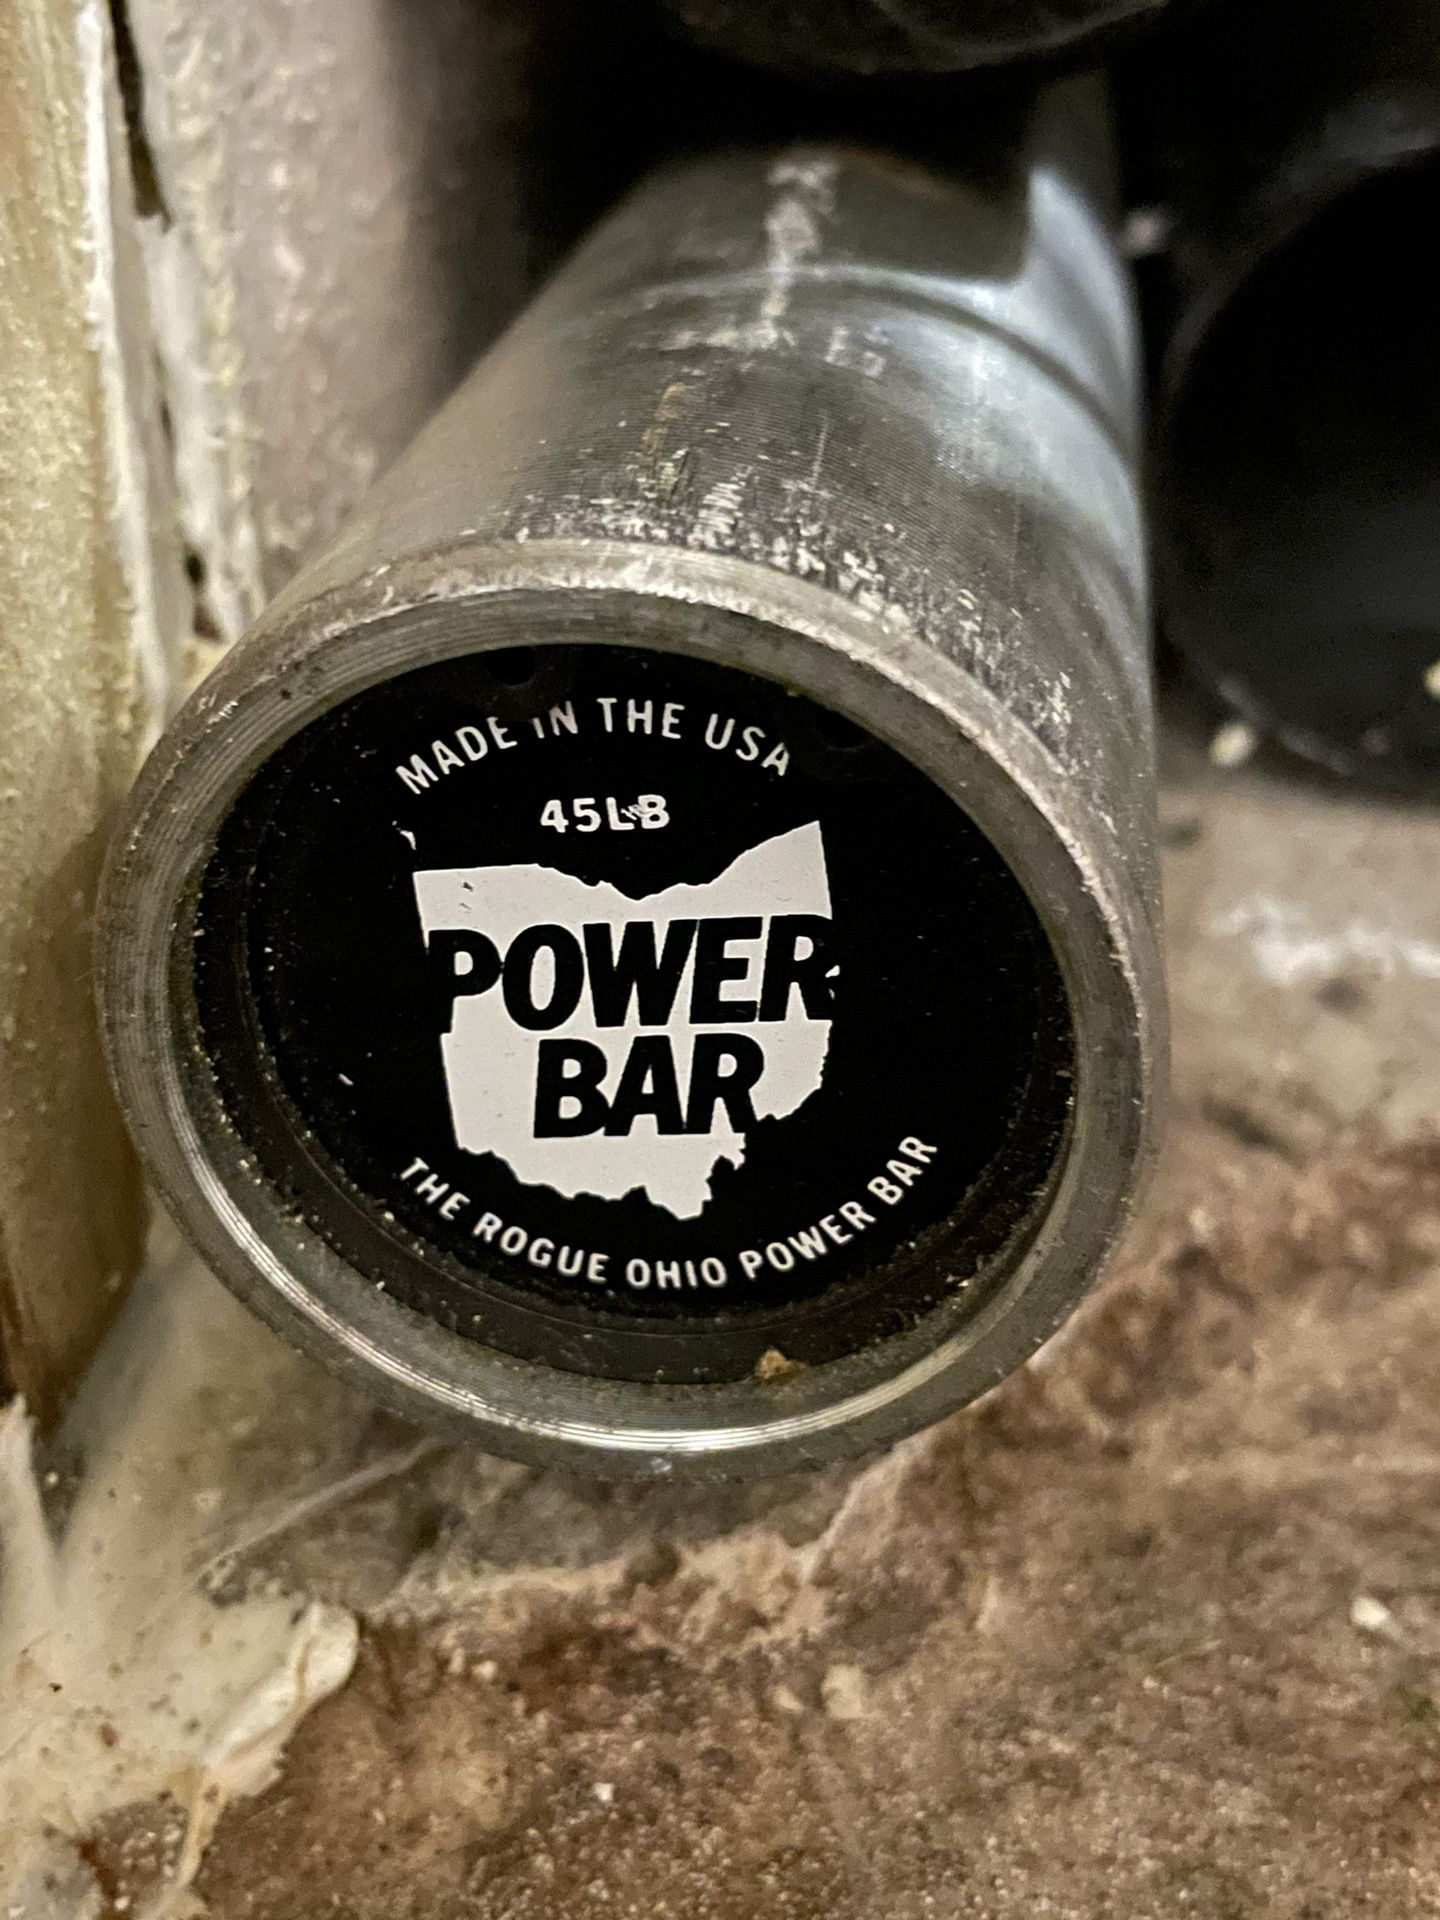 MADE IN THE USA
45LB
POWER
BAR
THE ROGUE OHIO POWER BAR